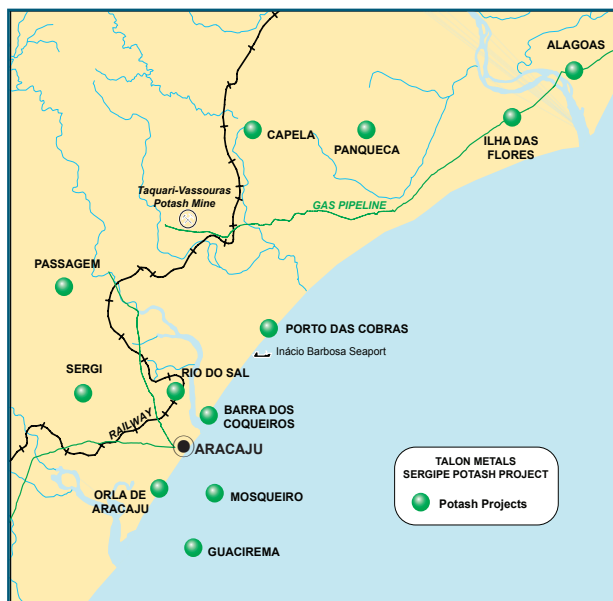 ALAGOAS
ILHA DAS
FLORES
CAPELA
PANQUECA
Taquari-Vassouras
Potash Mine
GAS PIPELINE
PASSAGEM
PORTO DAS COBRAS
Inácio Barbosa Seaport
SERGI
RIO DO SAL
BARRA DOS
COQUEIROS
RAILWAY
ARACAJU
TALON METALS
SERGIPE POTASH PROJECT
Potash Projects
ORLA DE
ARACAJU
MOSQUEIRO
GUACIREMA